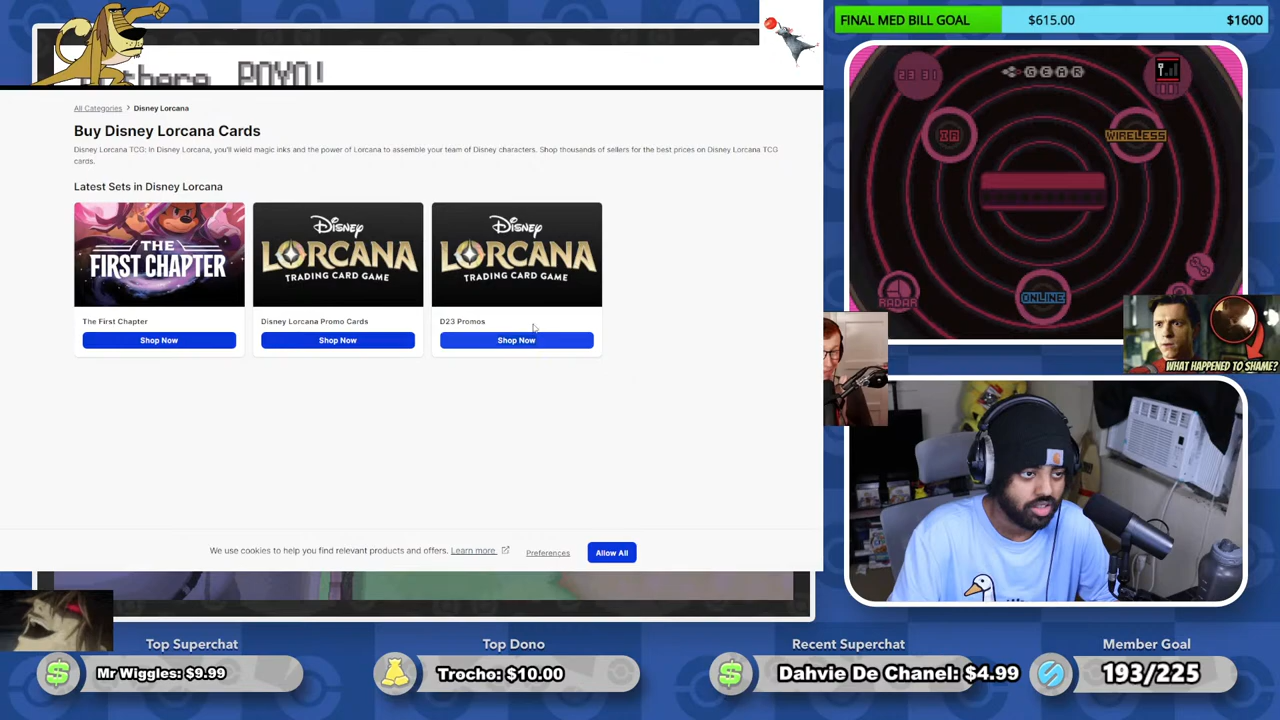 FINAL MED BILL GOAL $615.00 $1600
there POYO!
All Categories > Disney Lorcana
Buy Disney Lorcana Cards
Disney Lorcana TCG: In Disney Lorcana, you'll wield magic inks and the power of Lorcana to assemble your team of Disney characters. Shop thousands of sellers for the best prices on Disney Lorcana TCG
cards.
Latest Sets in Disney Lorcana
THE
FIRST CHAPTER
Disney
LORCANA
TRADING CARD GAME
Disney
LORCANA
TRADING CARD GAME
The First Chapter
Disney Lorcana Promo Cards
D23 Promos
Shop Now
Shop Now
Shop Now
We use cookies to help you find relevant products and offers. Learn more
Preferences
Allow All
23 31
GEAR
IR
WIRELESS
RADAR
ONLINE
WHAT HAPPENED TO SHAME?
Top Superchat
Mr Wiggles: $9.99
Top Dono
Trocho: $10.00
Recent Superchat
Dahvie De Chanel: $4.99
Member Goal
193/225